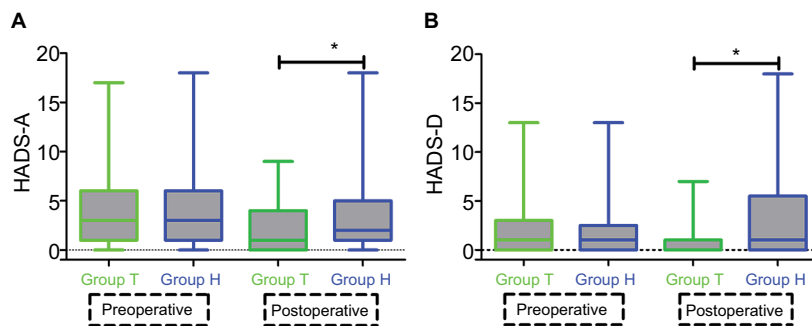 A
HADS-A
20
15
10
5
0
*
Group T Group H Group T Group H
Preoperative Postoperative
B
HADS-D
20
15
10
5
0
*
Group T Group H Group T Group H
Preoperative Postoperative